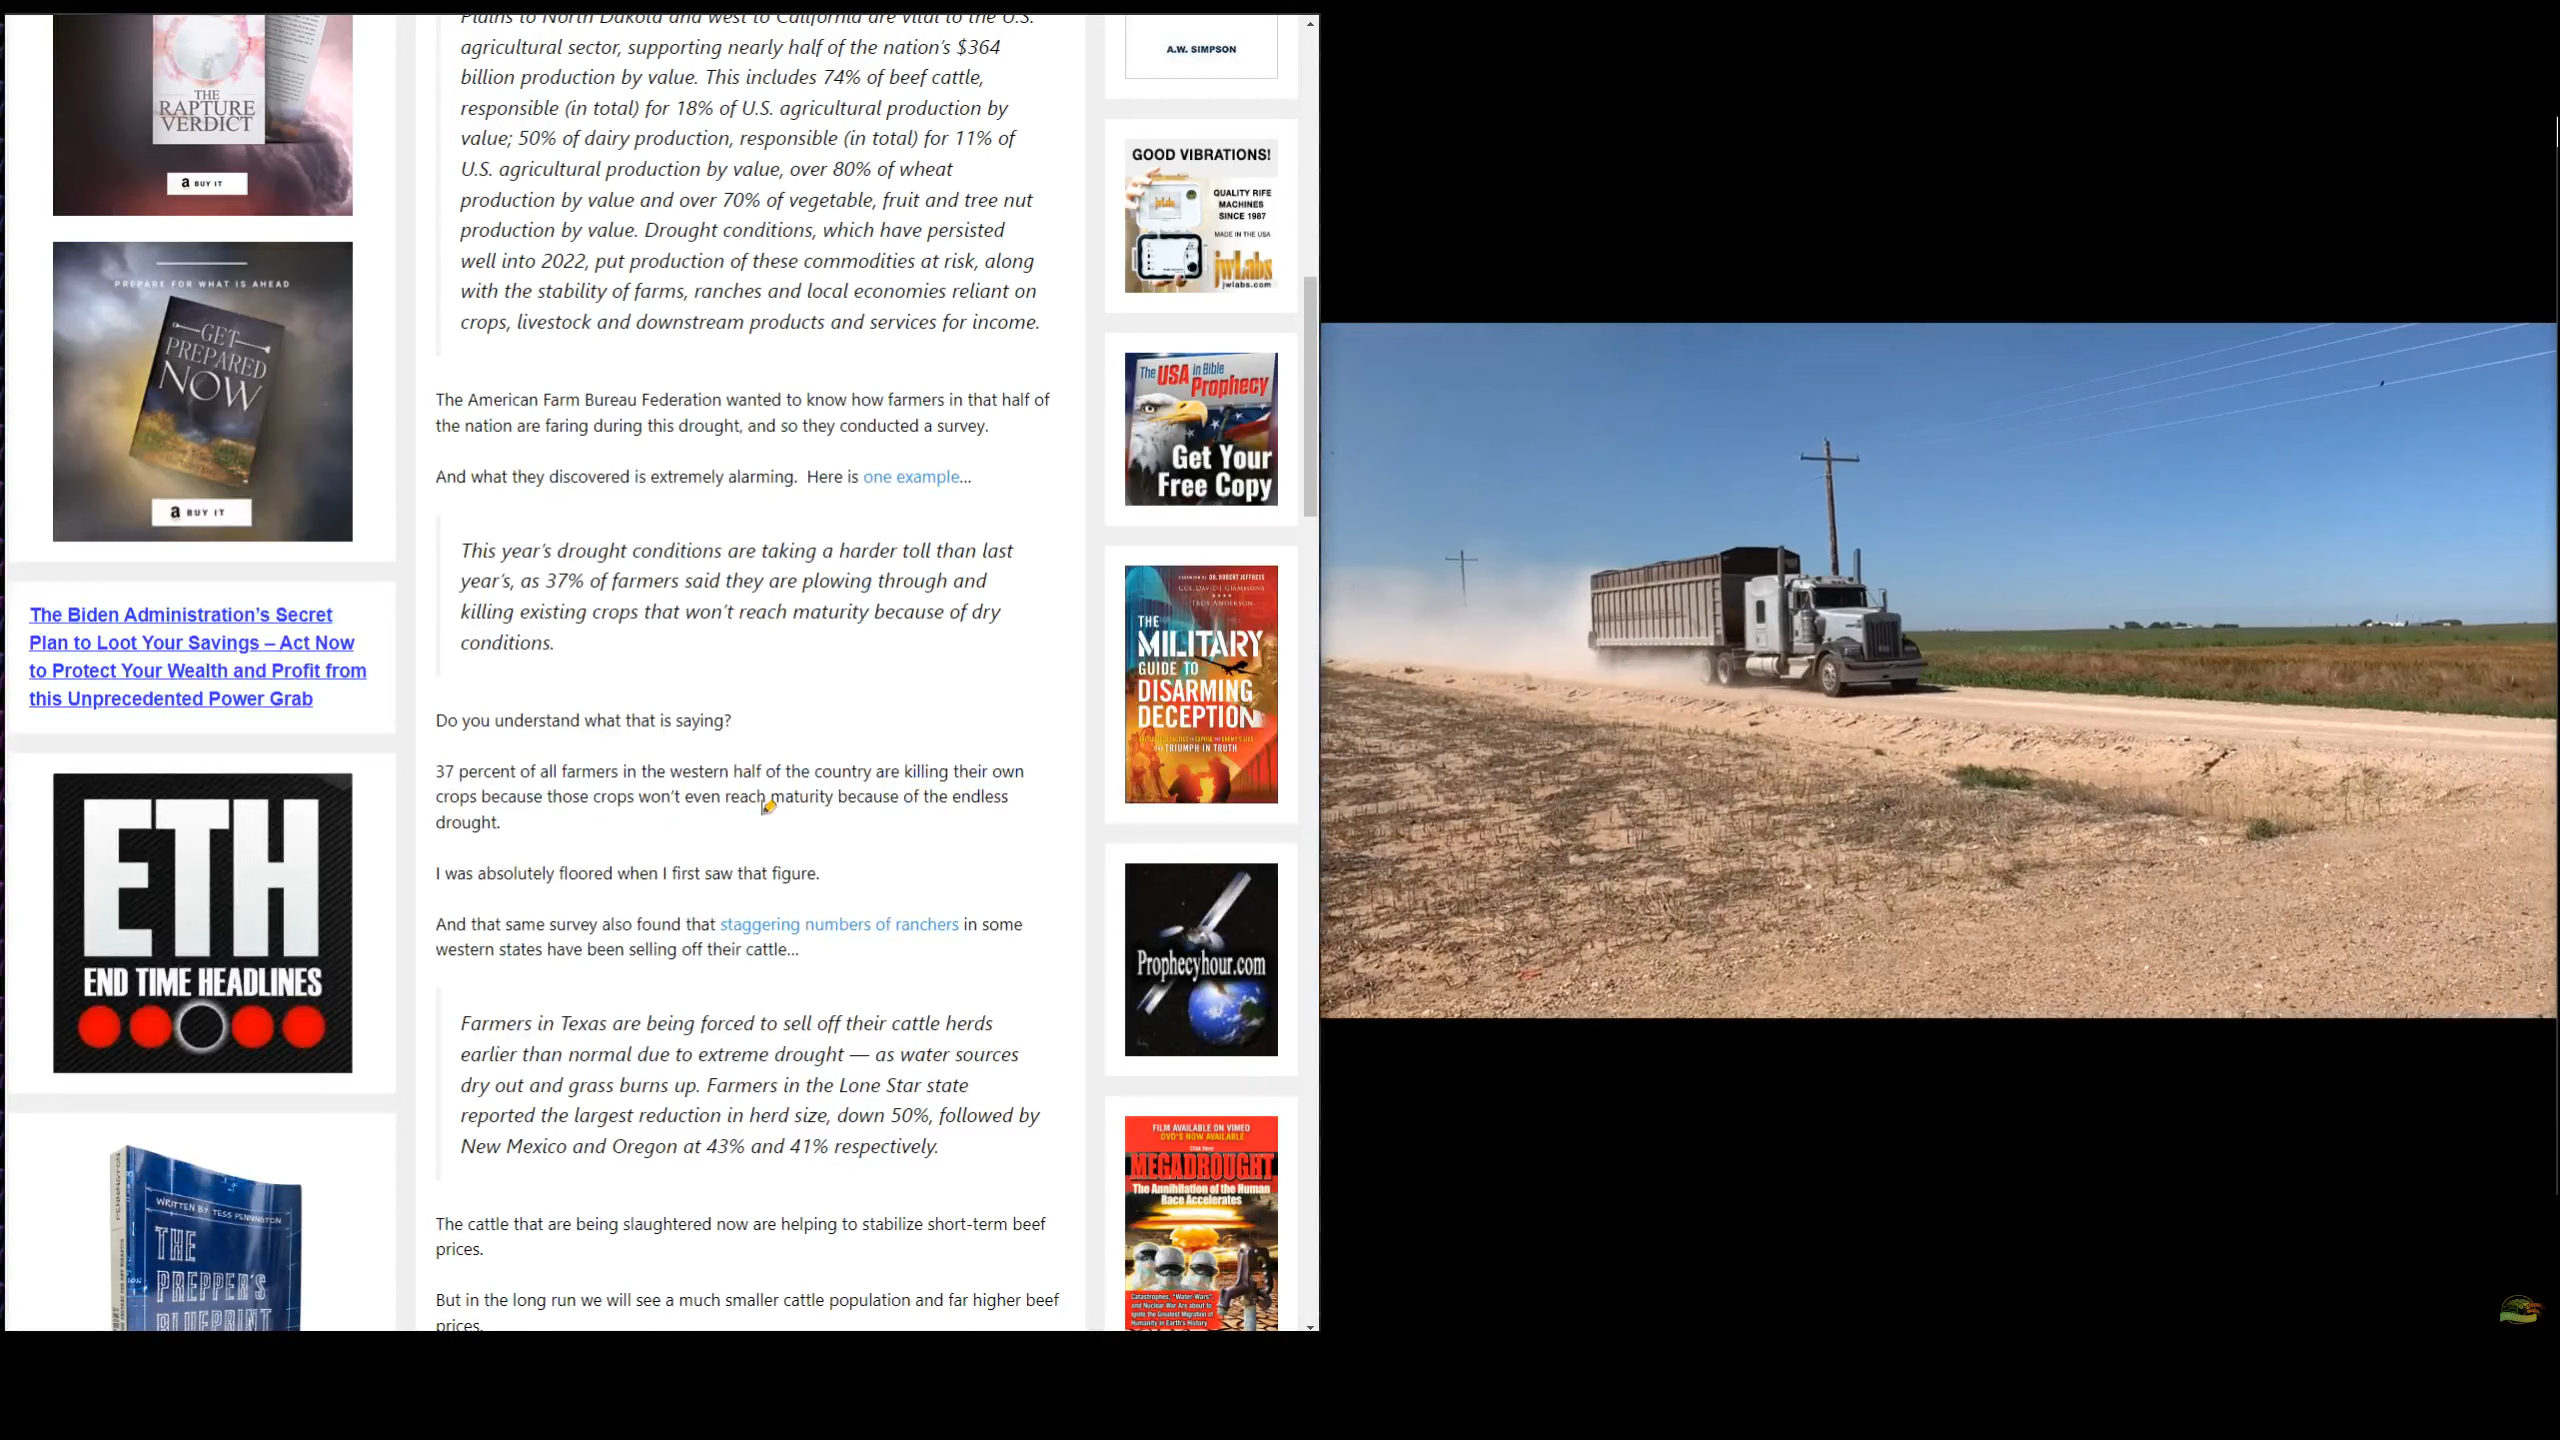 THE
RAPTURE
VERDICT
a BUY IT
PREPARE FOR WHAT IS AHEAD
GET
PREPARED
NOW
a BUY IT
The Biden Administration's Secret
Plan to Loot Your Savings – Act Now
to Protect Your Wealth and Profit from
this Unprecedented Power Grab
ETH
END TIME HEADLINES
PENNINGTON
WRITTEN BY TESS PENNINGTON
THE
PREPPER'S
BLUEPRINT
Plains to North Dakota and west to California are vital to the U.S.
agricultural sector, supporting nearly half of the nation's $364
billion production by value. This includes 74% of beef cattle,
responsible (in total) for 18% of U.S. agricultural production by
value; 50% of dairy production, responsible (in total) for 11% of
U.S. agricultural production by value, over 80% of wheat
production by value and over 70% of vegetable, fruit and tree nut
production by value. Drought conditions, which have persisted
well into 2022, put production of these commodities at risk, along
with the stability of farms, ranches and local economies reliant on
crops, livestock and downstream products and services for income.
The American Farm Bureau Federation wanted to know how farmers in that half of
the nation are faring during this drought, and so they conducted a survey.
And what they discovered is extremely alarming.  Here is one example...
This year's drought conditions are taking a harder toll than last
year's, as 37% of farmers said they are plowing through and
killing existing crops that won't reach maturity because of dry
conditions.
Do you understand what that is saying?
37 percent of all farmers in the western half of the country are killing their own
crops because those crops won't even reach maturity because of the endless
drought.
I was absolutely floored when I first saw that figure.
And that same survey also found that staggering numbers of ranchers in some
western states have been selling off their cattle...
Farmers in Texas are being forced to sell off their cattle herds
earlier than normal due to extreme drought — as water sources
dry out and grass burns up. Farmers in the Lone Star state
reported the largest reduction in herd size, down 50%, followed by
New Mexico and Oregon at 43% and 41% respectively.
The cattle that are being slaughtered now are helping to stabilize short-term beef
prices.
But in the long run we will see a much smaller cattle population and far higher beef
prices.
A.W. SIMPSON
GOOD VIBRATIONS!
QUALITY RIFE
MACHINES
SINCE 1987
MADE IN THE USA
jwLabs
jwlabs.com
The USA in Bible
Prophecy
Get Your
Free Copy
FOREWORD BY DR. ROBERT JEFFRESS
COL. DAVID J. GIAMMONA
TROY ANDERSON
THE
MILITARY
GUIDE TO
DISARMING
DECEPTION
TRIUMPH IN TRUTH
Prophecyhour.com
FILM AVAILABLE ON VIMEO
DVD'S NOW AVAILABLE
Click Here
MEGADROUGHT
The Annihilation of the Human
Race Accelerates
Catastrophes, "Water-Wars"
and Nuclear War Are about to
Ignite the Greatest Migration of
Humanity in Earth's History